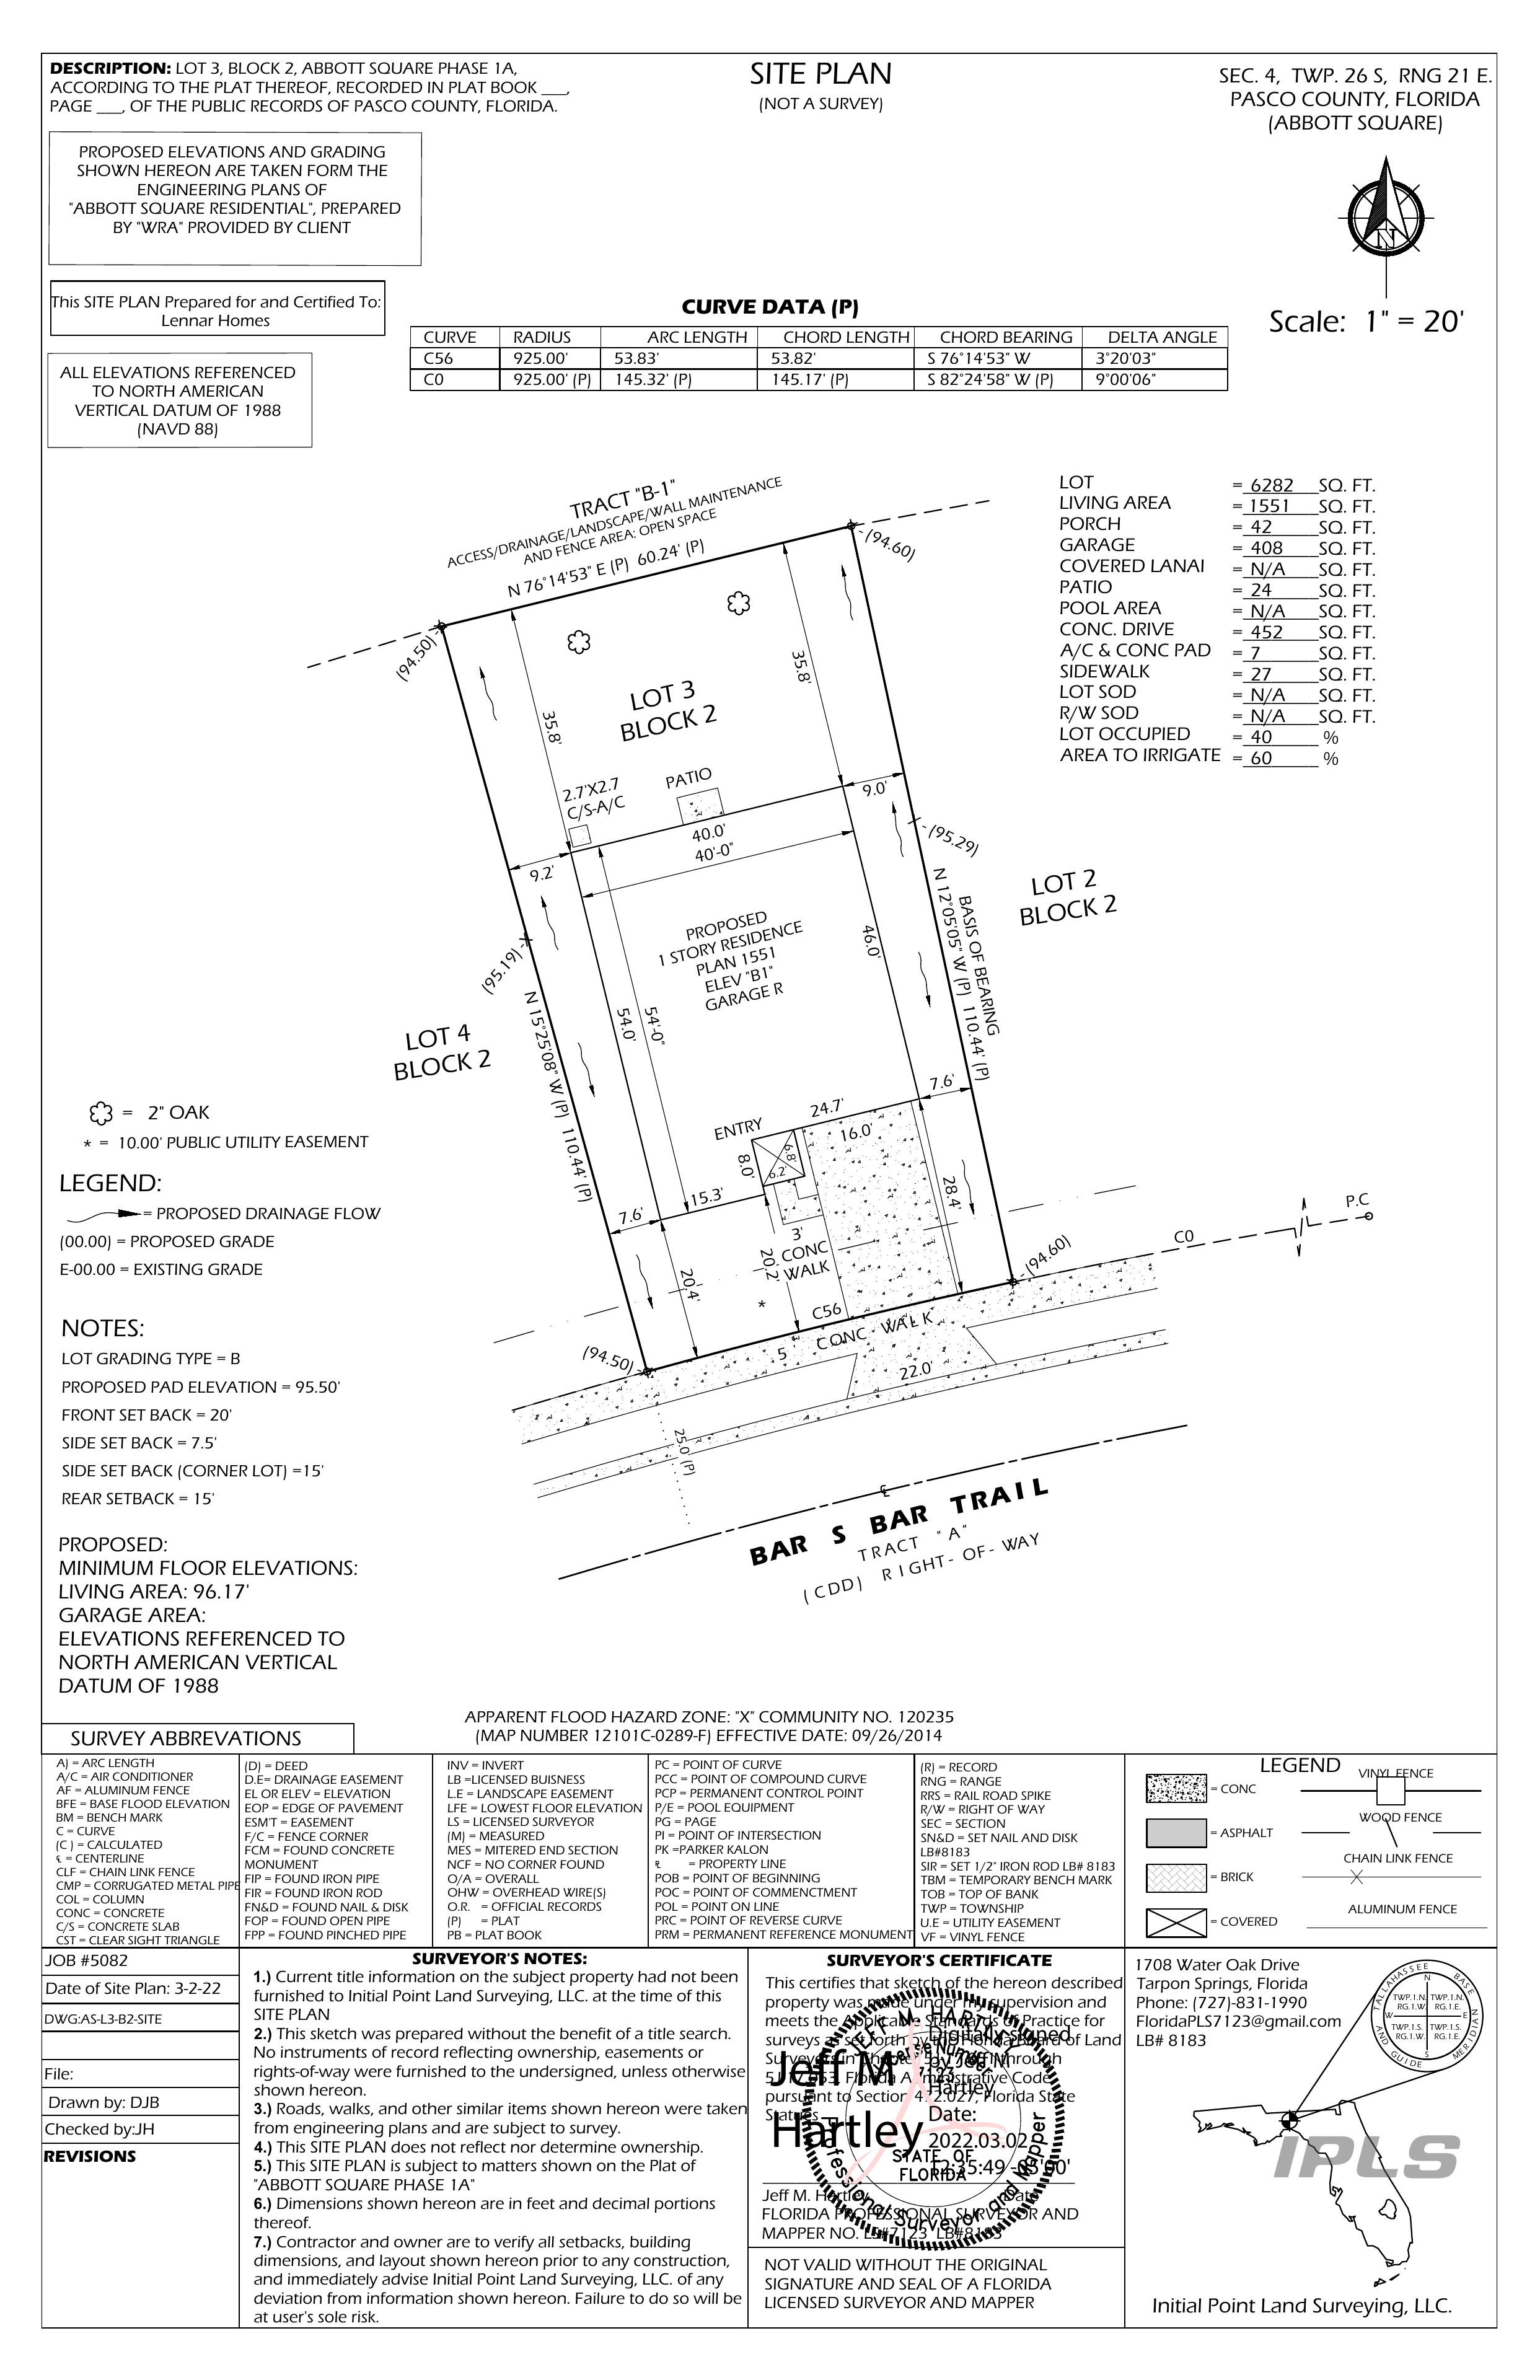 DESCRIPTION: LOT 3, BLOCK 2, ABBOTT SQUARE PHASE 1A,
ACCORDING TO THE PLAT THEREOF, RECORDED IN PLAT BOOK ___,
PAGE ___, OF THE PUBLIC RECORDS OF PASCO COUNTY, FLORIDA.
SITE PLAN
(NOT A SURVEY)
SEC. 4, TWP. 26 S, RNG 21 E.
PASCO COUNTY, FLORIDA
(ABBOTT SQUARE)
PROPOSED ELEVATIONS AND GRADING
SHOWN HEREON ARE TAKEN FORM THE
ENGINEERING PLANS OF
"ABBOTT SQUARE RESIDENTIAL", PREPARED
BY "WRA" PROVIDED BY CLIENT
N
Scale: 1" = 20'
This SITE PLAN Prepared for and Certified To:
Lennar Homes
ALL ELEVATIONS REFERENCED
TO NORTH AMERICAN
VERTICAL DATUM OF 1988
(NAVD 88)
CURVE DATA (P)
CURVE RADIUS ARC LENGTH CHORD LENGTH CHORD BEARING DELTA ANGLE
C56 925.00' 53.83' 53.82' S 76°14'53" W 3°20'03"
C0 925.00' (P) 145.32' (P) 145.17' (P) S 82°24'58" W (P) 9°00'06"
LOT = 6282 SQ. FT.
LIVING AREA = 1551 SQ. FT.
PORCH = 42 SQ. FT.
GARAGE = 408 SQ. FT.
COVERED LANAI = N/A SQ. FT.
PATIO = 24 SQ. FT.
POOL AREA = N/A SQ. FT.
CONC. DRIVE = 452 SQ. FT.
A/C & CONC PAD = 7 SQ. FT.
SIDEWALK = 27 SQ. FT.
LOT SOD = N/A SQ. FT.
R/W SOD = N/A SQ. FT.
LOT OCCUPIED = 40 %
AREA TO IRRIGATE = 60 %
TRACT "B-1"
ACCESS/DRAINAGE/LANDSCAPE/WALL MAINTENANCE
AND FENCE AREA: OPEN SPACE
N 76°14'53" E (P) 60.24' (P)
(94.60)
(94.50)
35.8'
35.8'
LOT 3
BLOCK 2
2.7'X2.7
C/S-A/C
PATIO
9.0'
40.0'
40'-0"
9.2'
(95.29)
LOT 2
BLOCK 2
BASIS OF BEARING
N 12°05'05" W (P) 110.44' (P)
PROPOSED
1 STORY RESIDENCE
PLAN 1551
ELEV "B1"
GARAGE R
46.0'
(95.19)
N 15°25'08" W (P) 110.44' (P)
54.0'
54'-0"
LOT 4
BLOCK 2
7.6'
24.7'
16.0'
ENTRY
8.0'
6.8'
6.2'
15.3'
7.6'
28.4'
3'
CONC
WALK
20.2'
20.4'
*
C56
(94.60)
C0
P.C
(94.50)
5' CONC WALK
22.0'
25.0' (P)
℄
BAR S BAR TRAIL
TRACT "A"
(CDD) RIGHT-OF-WAY
= 2" OAK
* = 10.00' PUBLIC UTILITY EASEMENT
LEGEND:
= PROPOSED DRAINAGE FLOW
(00.00) = PROPOSED GRADE
E-00.00 = EXISTING GRADE
NOTES:
LOT GRADING TYPE = B
PROPOSED PAD ELEVATION = 95.50'
FRONT SET BACK = 20'
SIDE SET BACK = 7.5'
SIDE SET BACK (CORNER LOT) =15'
REAR SETBACK = 15'
PROPOSED:
MINIMUM FLOOR ELEVATIONS:
LIVING AREA: 96.17'
GARAGE AREA:
ELEVATIONS REFERENCED TO
NORTH AMERICAN VERTICAL
DATUM OF 1988
APPARENT FLOOD HAZARD ZONE: "X" COMMUNITY NO. 120235
(MAP NUMBER 12101C-0289-F) EFFECTIVE DATE: 09/26/2014
SURVEY ABBREVATIONS
A) = ARC LENGTH
A/C = AIR CONDITIONER
AF = ALUMINUM FENCE
BFE = BASE FLOOD ELEVATION
BM = BENCH MARK
C = CURVE
(C ) = CALCULATED
℄ = CENTERLINE
CLF = CHAIN LINK FENCE
CMP = CORRUGATED METAL PIPE
COL = COLUMN
CONC = CONCRETE
C/S = CONCRETE SLAB
CST = CLEAR SIGHT TRIANGLE
(D) = DEED
D.E= DRAINAGE EASEMENT
EL OR ELEV = ELEVATION
EOP = EDGE OF PAVEMENT
ESM'T = EASEMENT
F/C = FENCE CORNER
FCM = FOUND CONCRETE
MONUMENT
FIP = FOUND IRON PIPE
FIR = FOUND IRON ROD
FN&D = FOUND NAIL & DISK
FOP = FOUND OPEN PIPE
FPP = FOUND PINCHED PIPE
INV = INVERT
LB =LICENSED BUISNESS
L.E = LANDSCAPE EASEMENT
LFE = LOWEST FLOOR ELEVATION
LS = LICENSED SURVEYOR
(M) = MEASURED
MES = MITERED END SECTION
NCF = NO CORNER FOUND
O/A = OVERALL
OHW = OVERHEAD WIRE(S)
O.R. = OFFICIAL RECORDS
(P) = PLAT
PB = PLAT BOOK
PC = POINT OF CURVE
PCC = POINT OF COMPOUND CURVE
PCP = PERMANENT CONTROL POINT
P/E = POOL EQUIPMENT
PG = PAGE
PI = POINT OF INTERSECTION
PK =PARKER KALON
= PROPERTY LINE
POB = POINT OF BEGINNING
POC = POINT OF COMMENCTMENT
POL = POINT ON LINE
PRC = POINT OF REVERSE CURVE
PRM = PERMANENT REFERENCE MONUMENT
(R) = RECORD
RNG = RANGE
RRS = RAIL ROAD SPIKE
R/W = RIGHT OF WAY
SEC = SECTION
SN&D = SET NAIL AND DISK
LB#8183
SIR = SET 1/2" IRON ROD LB# 8183
TBM = TEMPORARY BENCH MARK
TOB = TOP OF BANK
TWP = TOWNSHIP
U.E = UTILITY EASEMENT
VF = VINYL FENCE
LEGEND
= CONC
= ASPHALT
= BRICK
= COVERED
VINYL FENCE
WOOD FENCE
CHAIN LINK FENCE
ALUMINUM FENCE
JOB #5082
Date of Site Plan: 3-2-22
DWG:AS-L3-B2-SITE
File:
Drawn by: DJB
Checked by:JH
REVISIONS
SURVEYOR'S NOTES:
1.) Current title information on the subject property had not been
furnished to Initial Point Land Surveying, LLC. at the time of this
SITE PLAN
2.) This sketch was prepared without the benefit of a title search.
No instruments of record reflecting ownership, easements or
rights-of-way were furnished to the undersigned, unless otherwise
shown hereon.
3.) Roads, walks, and other similar items shown hereon were taken
from engineering plans and are subject to survey.
4.) This SITE PLAN does not reflect nor determine ownership.
5.) This SITE PLAN is subject to matters shown on the Plat of
"ABBOTT SQUARE PHASE 1A"
6.) Dimensions shown hereon are in feet and decimal portions
thereof.
7.) Contractor and owner are to verify all setbacks, building
dimensions, and layout shown hereon prior to any construction,
and immediately advise Initial Point Land Surveying, LLC. of any
deviation from information shown hereon. Failure to do so will be
at user's sole risk.
SURVEYOR'S CERTIFICATE
This certifies that sketch of the hereon described
property was made under my supervision and
meets the Applicable Standards of Practice for
surveys as set forth by the Florida Board of Land
Surveyors in Chapter through
Florida Administrative Code
pursuant to Section Florida State
Statues
Jeff M
Hartley
Digitally signed
by Jeff M
Hartley
Date:
2022.03.02
JEFF M. HARTLEY
License Number
7123
STATE OF
FLORIDA
Professional Surveyor and Mapper
Jeff M. Hartley Date
FLORIDA PROFESSIONAL SURVEYOR AND
MAPPER NO. LS#7123 LB#8183
NOT VALID WITHOUT THE ORIGINAL
SIGNATURE AND SEAL OF A FLORIDA
LICENSED SURVEYOR AND MAPPER
1708 Water Oak Drive
Tarpon Springs, Florida
Phone: (727)-831-1990
FloridaPLS7123@gmail.com
LB# 8183
TALLAHASSEE BASE
AND GUIDE MERIDIAN
N
W
E
S
TWP.1.N.
RG.1.W.
TWP.1.N.
RG.1.E.
TWP.1.S.
RG.1.W.
TWP.1.S.
RG.1.E.
IPLS
Initial Point Land Surveying, LLC.